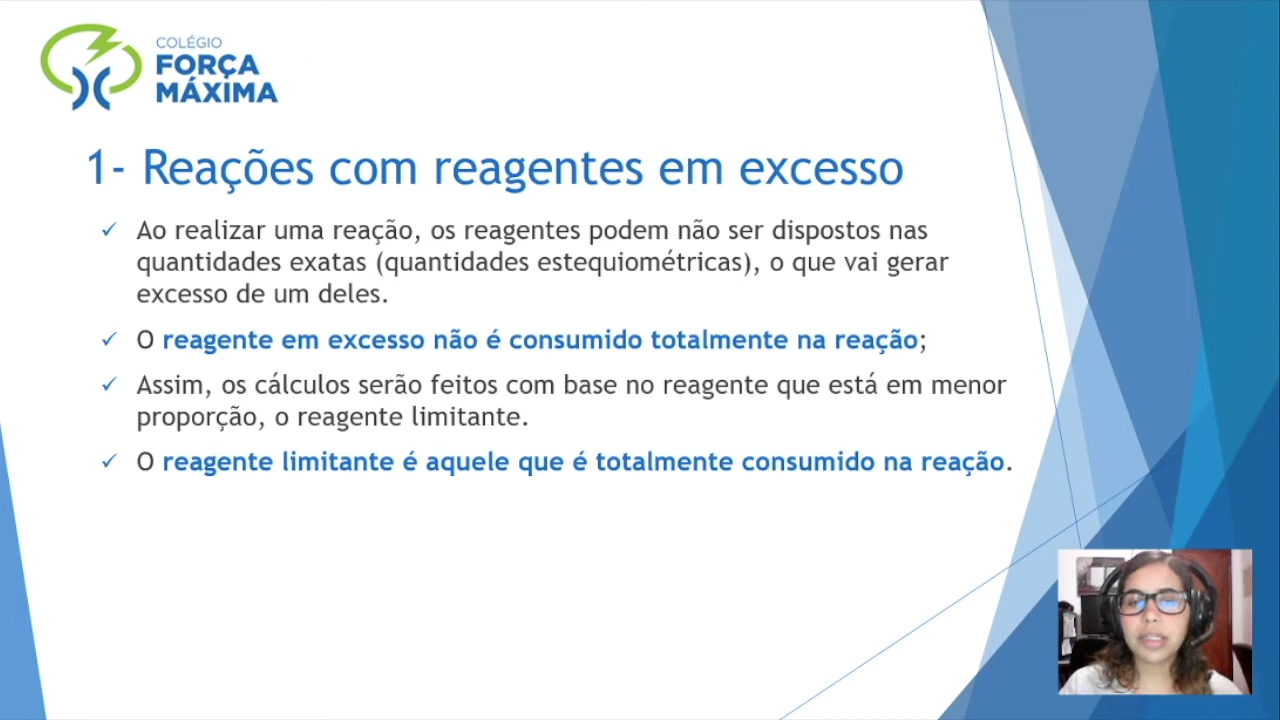 COLÉGIO
FORÇA
MÁXIMA
1- Reações com reagentes em excesso
✓ Ao realizar uma reação, os reagentes podem não ser dispostos nas
quantidades exatas (quantidades estequiométricas), o que vai gerar
excesso de um deles.
✓ O reagente em excesso não é consumido totalmente na reação;
✓ Assim, os cálculos serão feitos com base no reagente que está em menor
proporção, o reagente limitante.
✓ O reagente limitante é aquele que é totalmente consumido na reação.